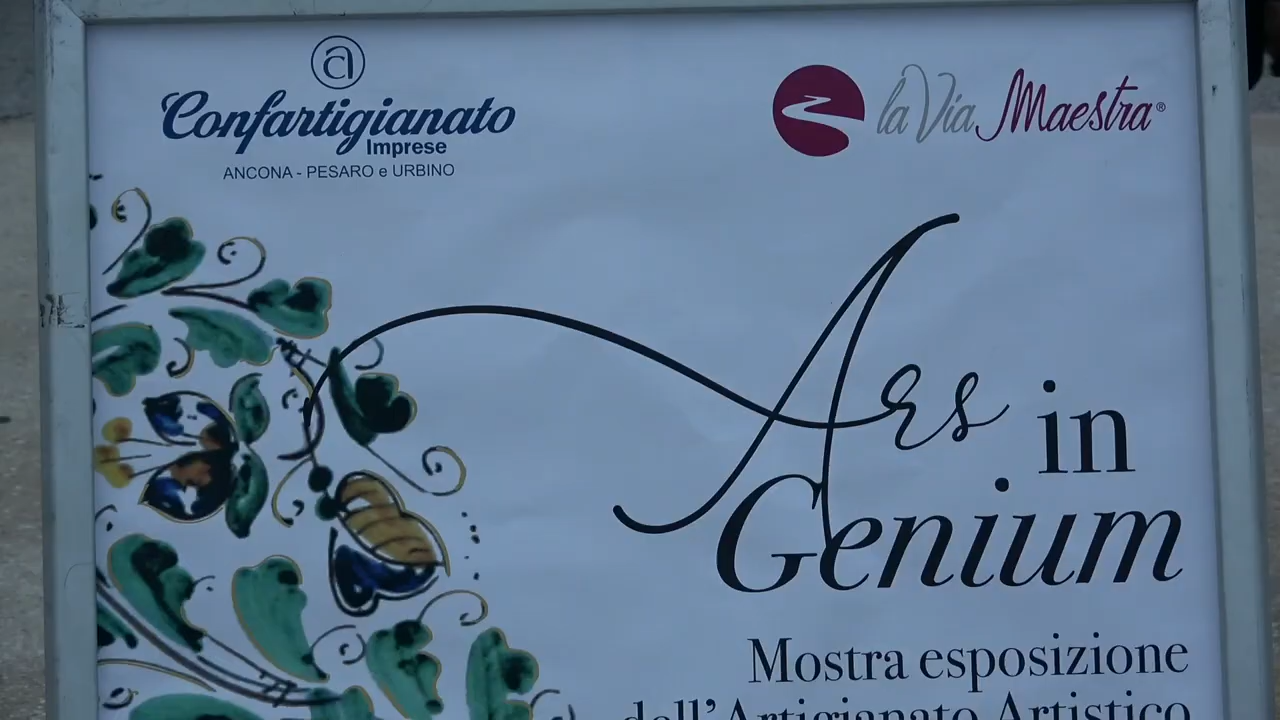 Confartigianato
Imprese
ANCONA - PESARO e URBINO
la Via Maestra®
Ars in
Genium
Mostra esposizione
dell'Artigianato Artistico